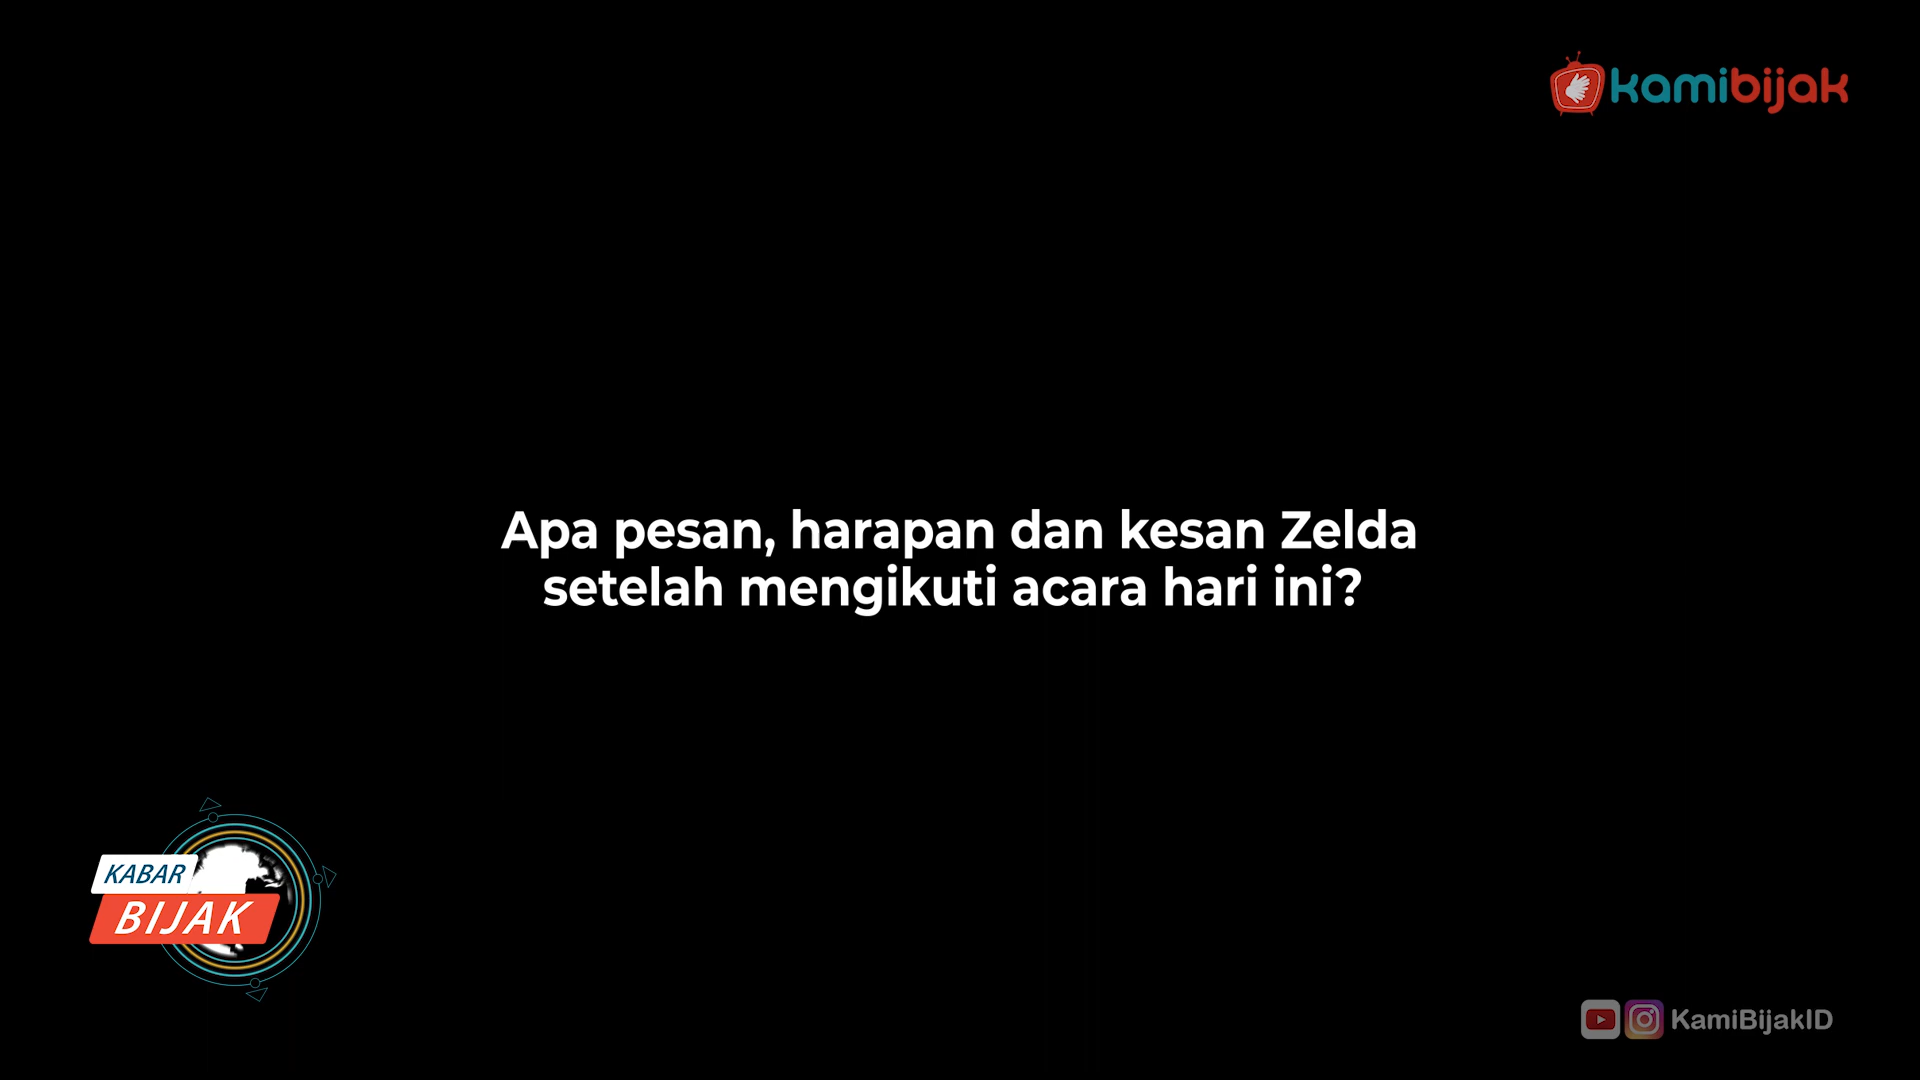 kamibijak
Apa pesan, harapan dan kesan Zelda
setelah mengikuti acara hari ini?
KABAR
BIJAK
KamiBijakID